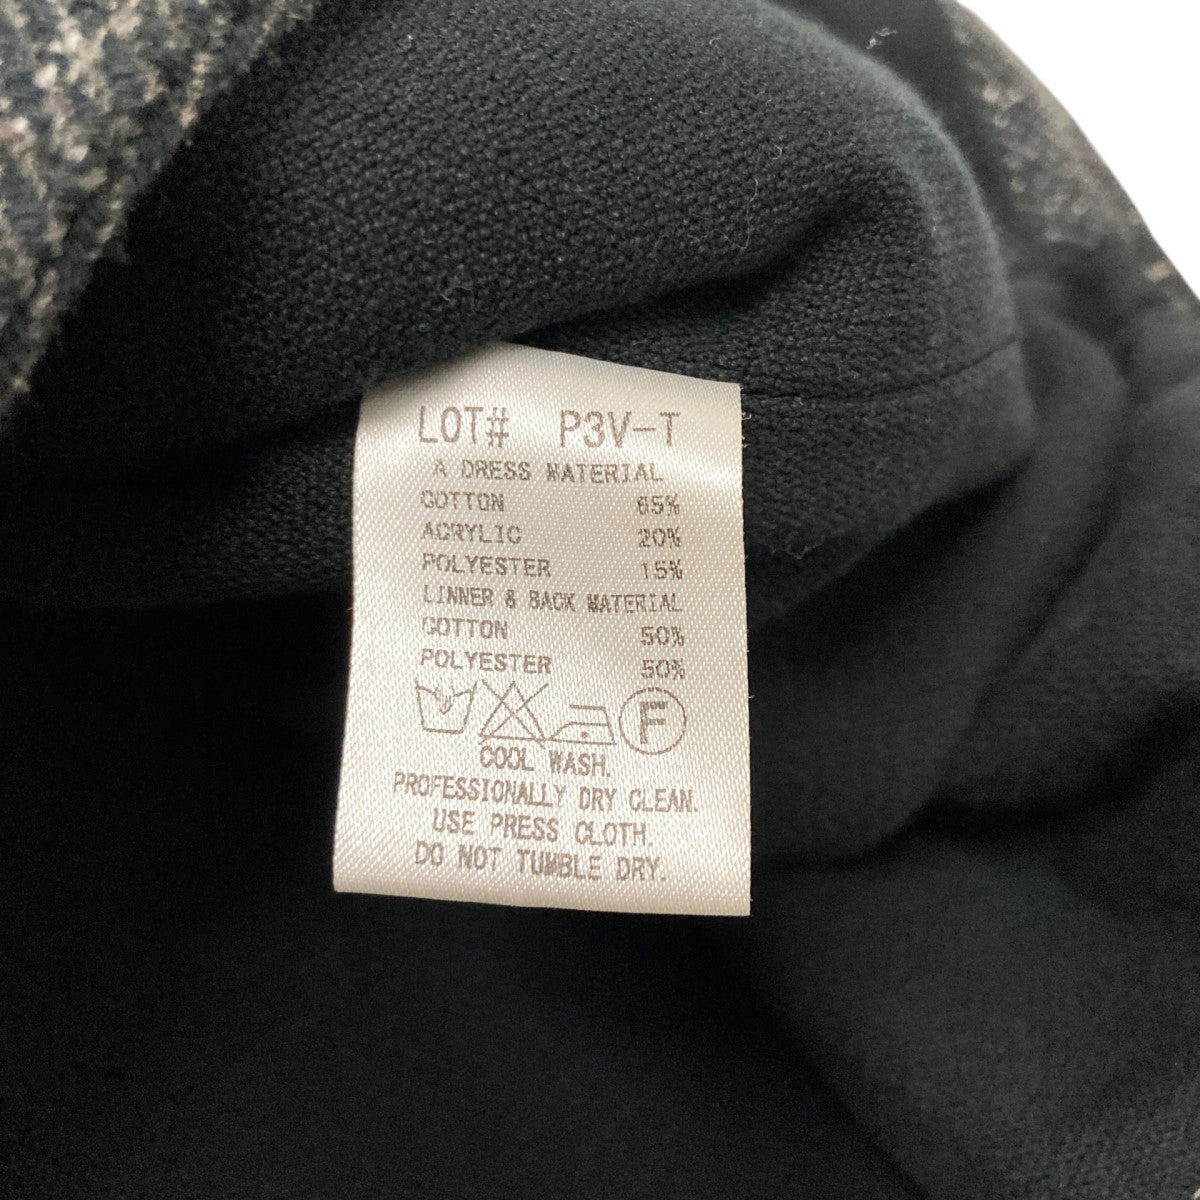 LOT# P3V-T
A DRESS MATERIAL
COTTON 65%
ACRYLIC 20%
POLYESTER 15%
LINNER & BACK MATERIAL
COTTON 50%
POLYESTER 50%
F
COOL WASH.
PROFESSIONALLY DRY CLEAN.
USE PRESS CLOTH.
DO NOT TUMBLE DRY.